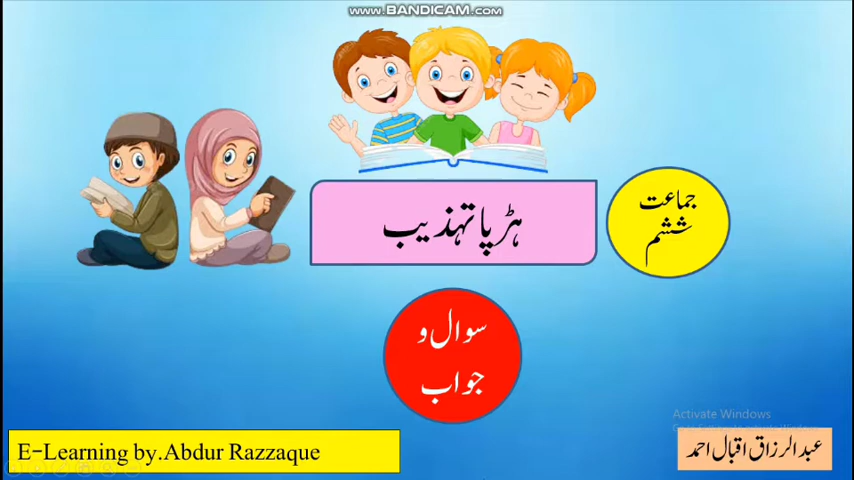 www.BANDICAM.com
ہڑپا تہذیب
جماعت
ششم
سوال و
جواب
Activate Windows
E-Learning by.Abdur Razzaque
عبدالرزاق اقبال احمد